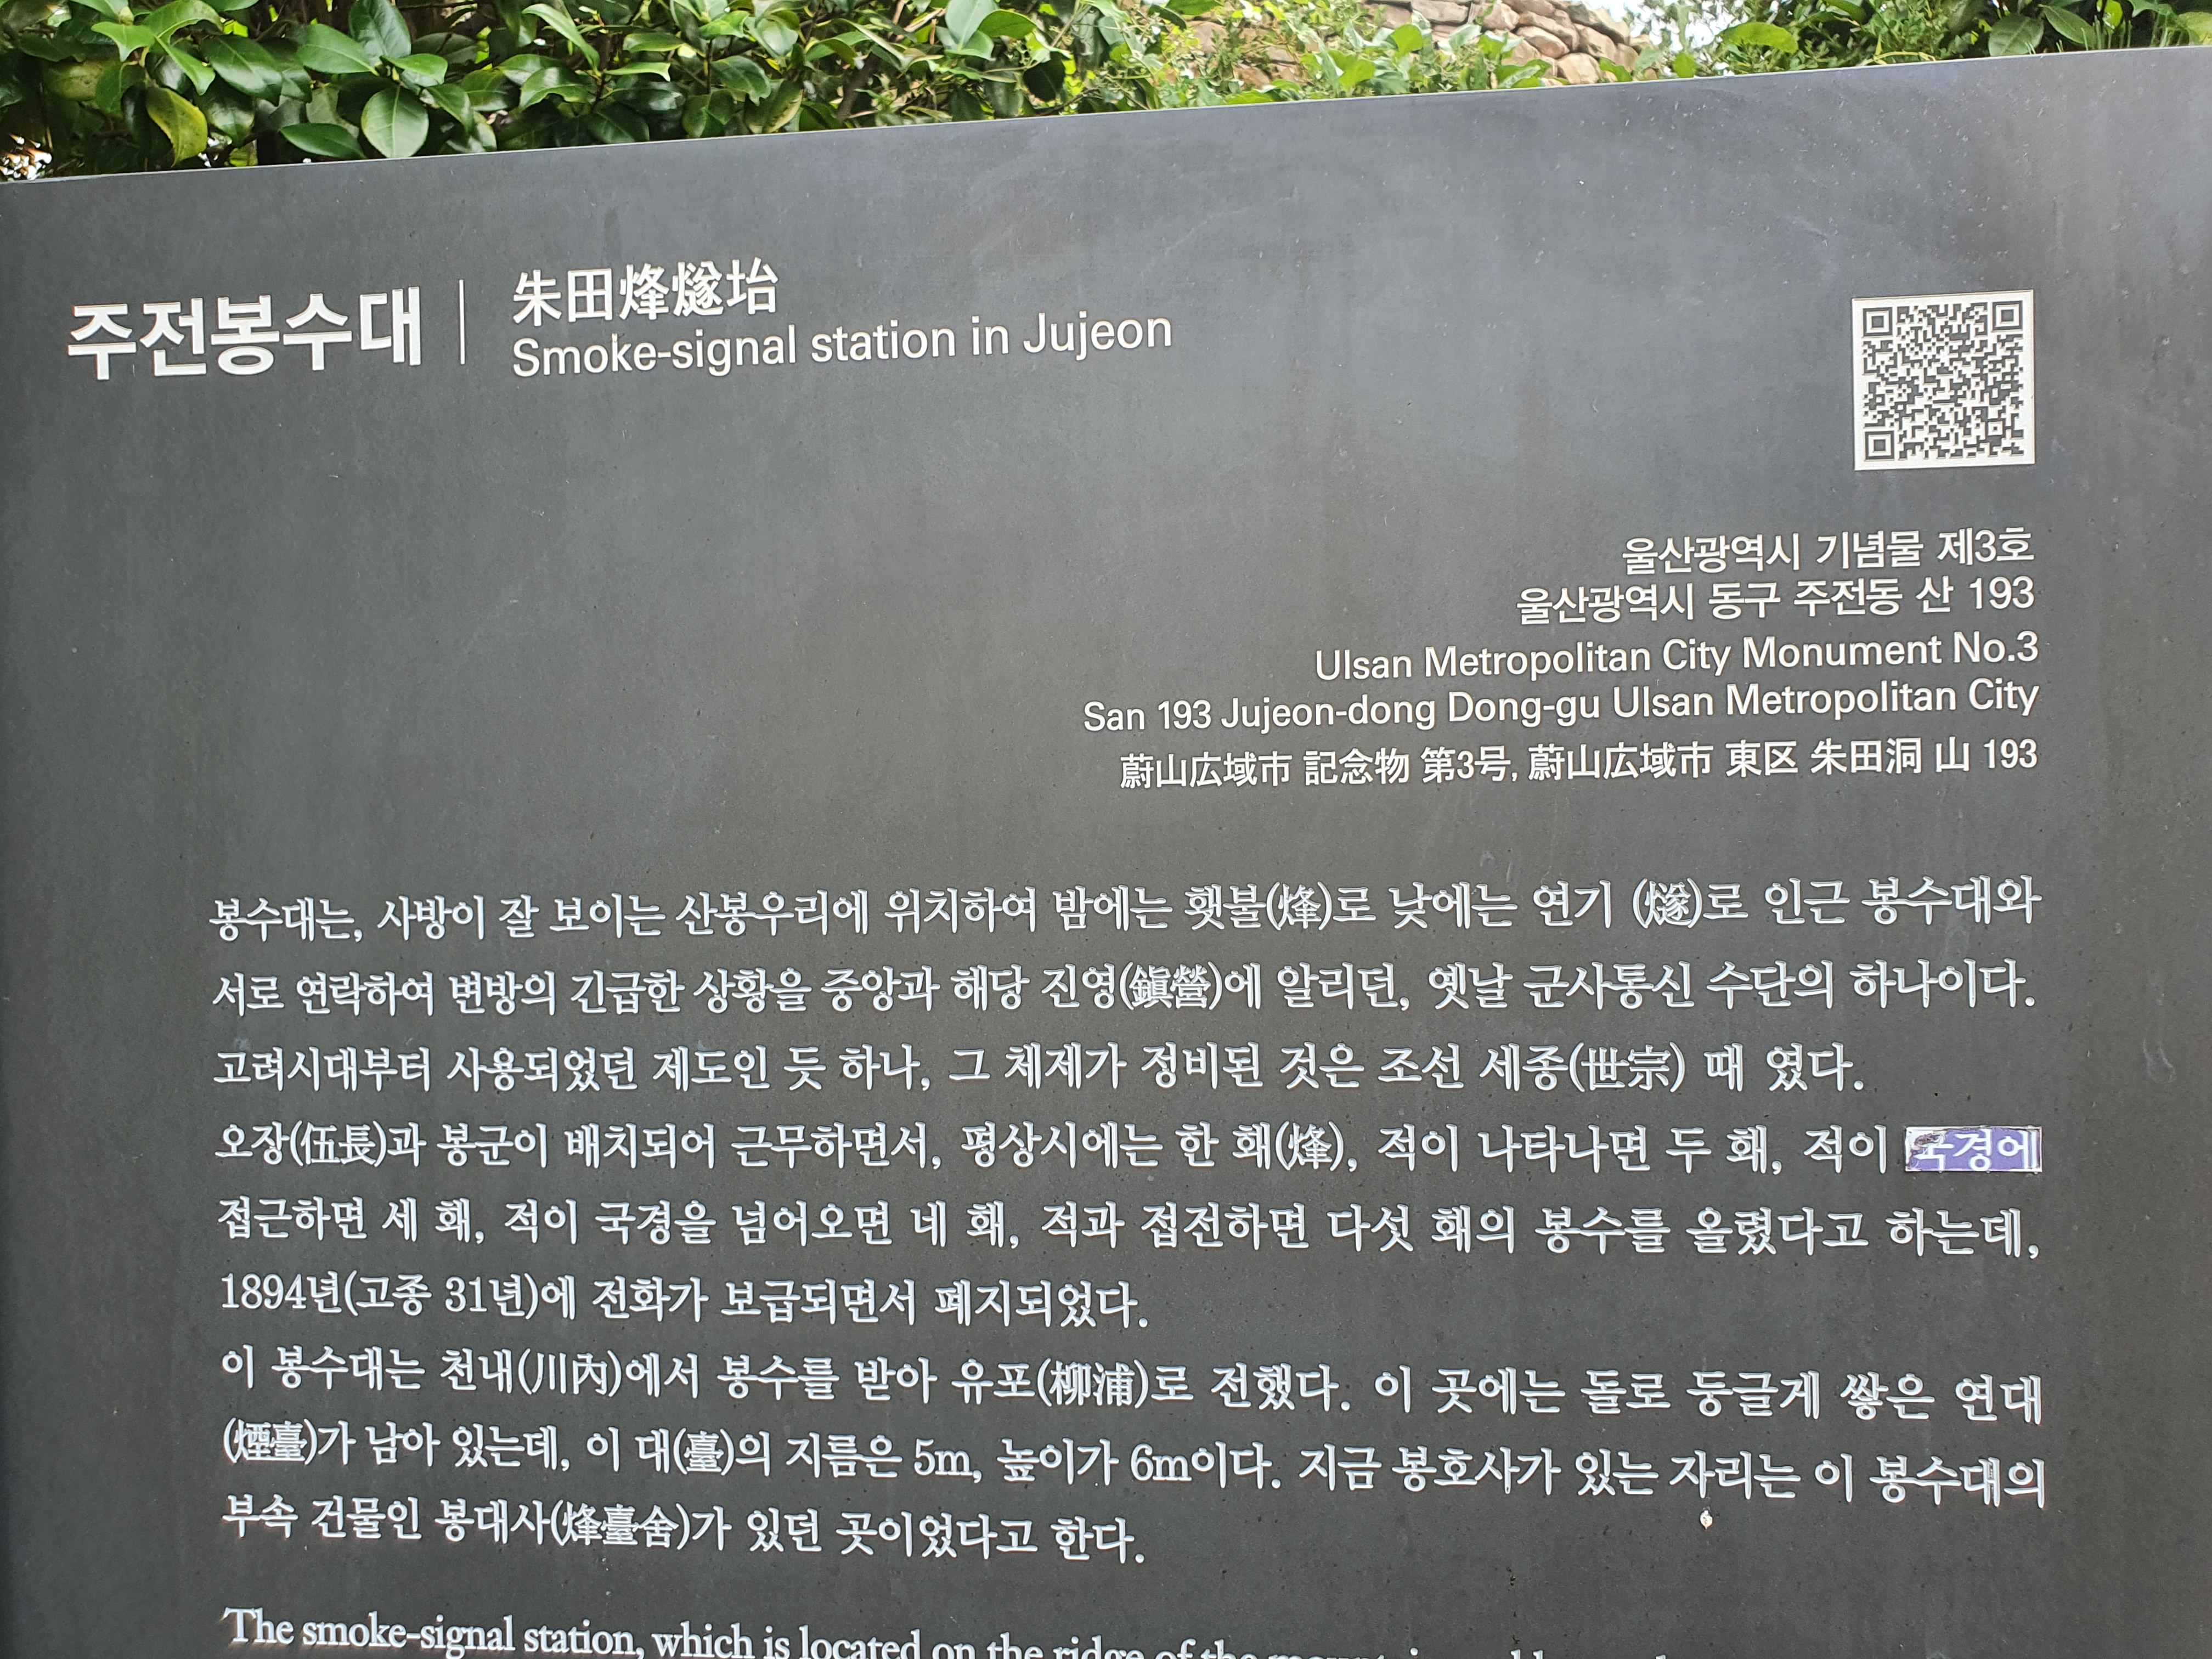 주전봉수대
朱田烽燧坮
Smoke-signal station in Jujeon
울산광역시 기념물 제3호
울산광역시 동구 주전동 산 193
Ulsan Metropolitan City Monument No.3
San 193 Jujeon-dong Dong-gu Ulsan Metropolitan City
蔚山広域市 記念物 第3号, 蔚山広域市 東区 朱田洞 山 193
봉수대는, 사방이 잘 보이는 산봉우리에 위치하여 밤에는 횃불(烽)로 낮에는 연기 (燧)로 인근 봉수대와
서로 연락하여 변방의 긴급한 상황을 중앙과 해당 진영(鎭營)에 알리던, 옛날 군사통신 수단의 하나이다.
고려시대부터 사용되었던 제도인 듯 하나, 그 체제가 정비된 것은 조선 세종(世宗) 때 였다.
오장(伍長)과 봉군이 배치되어 근무하면서, 평상시에는 한 홰(烽), 적이 나타나면 두 홰, 적이 국경에
접근하면 세 홰, 적이 국경을 넘어오면 네 홰, 적과 접전하면 다섯 홰의 봉수를 올렸다고 하는데,
1894년(고종 31년)에 전화가 보급되면서 폐지되었다.
이 봉수대는 천내(川內)에서 봉수를 받아 유포(柳浦)로 전했다. 이 곳에는 돌로 둥글게 쌓은 연대
(煙臺)가 남아 있는데, 이 대(臺)의 지름은 5m, 높이가 6m이다. 지금 봉호사가 있는 자리는 이 봉수대의
부속 건물인 봉대사(烽臺舍)가 있던 곳이었다고 한다.
The smoke-signal station, which is located on the ridge of the